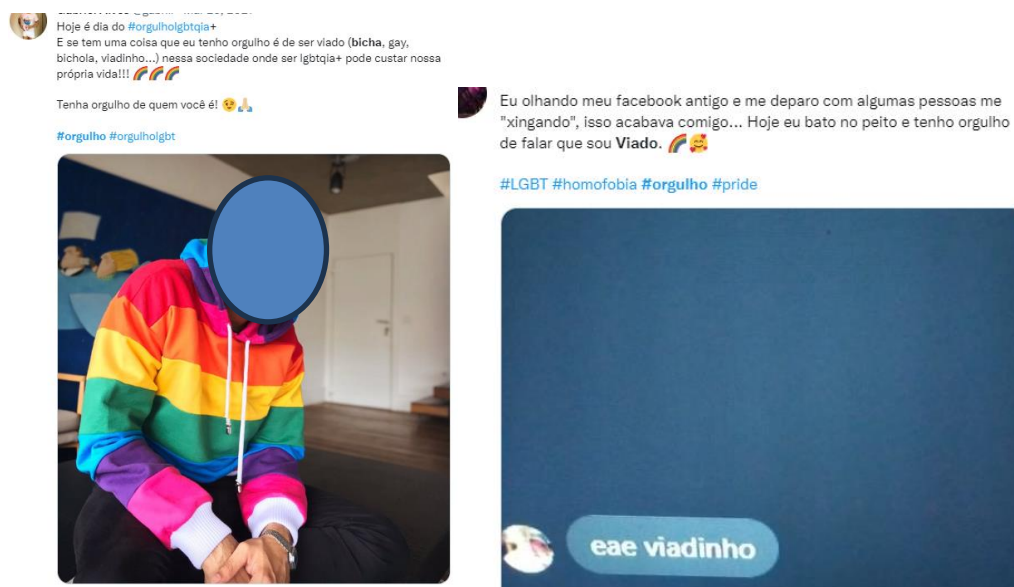 Hoje é dia do #orgulholgbtqia+
E se tem uma coisa que eu tenho orgulho é de ser viado (bicha, gay,
bichola, viadinho...) nessa sociedade onde ser lgbtqia+ pode custar nossa
própria vida!!! 🌈🌈🌈
Tenha orgulho de quem você é! 😉🙏🏼
#orgulho #orgulholgbt
Eu olhando meu facebook antigo e me deparo com algumas pessoas me
"xingando", isso acabava comigo... Hoje eu bato no peito e tenho orgulho
de falar que sou Viado. 🌈🥰
#LGBT #homofobia #orgulho #pride
eae viadinho